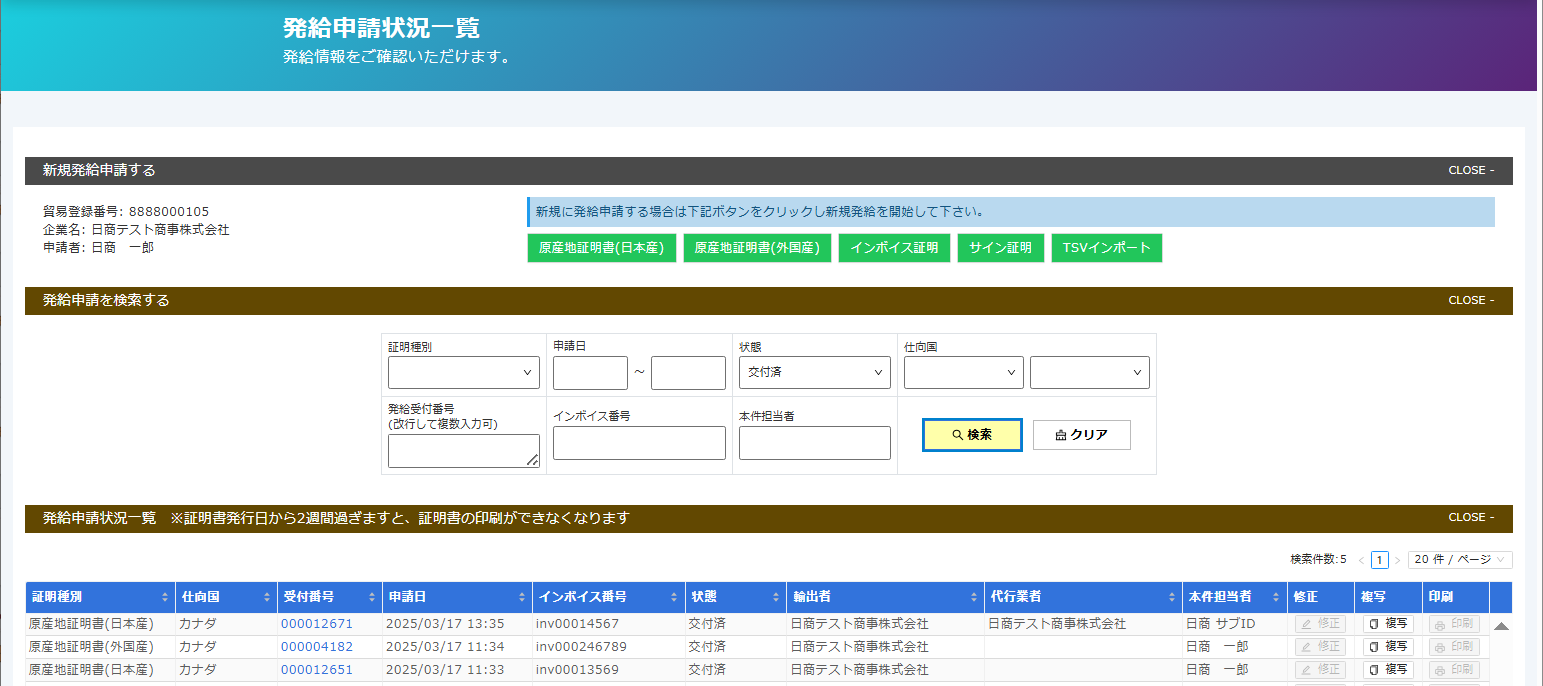 発給申請状況一覧
発給情報をご確認いただけます。
新規発給申請する CLOSE -
貿易登録番号: 8888000105
企業名: 日商テスト商事株式会社
申請者: 日商　一郎
新規に発給申請する場合は下記ボタンをクリックし新規発給を開始して下さい。
原産地証明書(日本産) 原産地証明書(外国産) インボイス証明 サイン証明 TSVインポート
発給申請を検索する CLOSE -
証明種別 申請日 状態 仕向国
～ 交付済
発給受付番号
(改行して複数入力可) インボイス番号 本件担当者
検索 クリア
発給申請状況一覧　※証明書発行日から2週間過ぎますと、証明書の印刷ができなくなります CLOSE -
検索件数:5 < 1 > 20 件 / ページ
証明種別 仕向国 受付番号 申請日 インボイス番号 状態 輸出者 代行業者 本件担当者 修正 複写 印刷
原産地証明書(日本産) カナダ 000012671 2025/03/17 13:35 inv00014567 交付済 日商テスト商事株式会社 日商テスト商事株式会社 日商 サブID 修正 複写 印刷
原産地証明書(外国産) カナダ 000004182 2025/03/17 11:34 inv000246789 交付済 日商テスト商事株式会社 日商　一郎 修正 複写 印刷
原産地証明書(日本産) カナダ 000012651 2025/03/17 11:33 inv00013569 交付済 日商テスト商事株式会社 日商　一郎 修正 複写 印刷